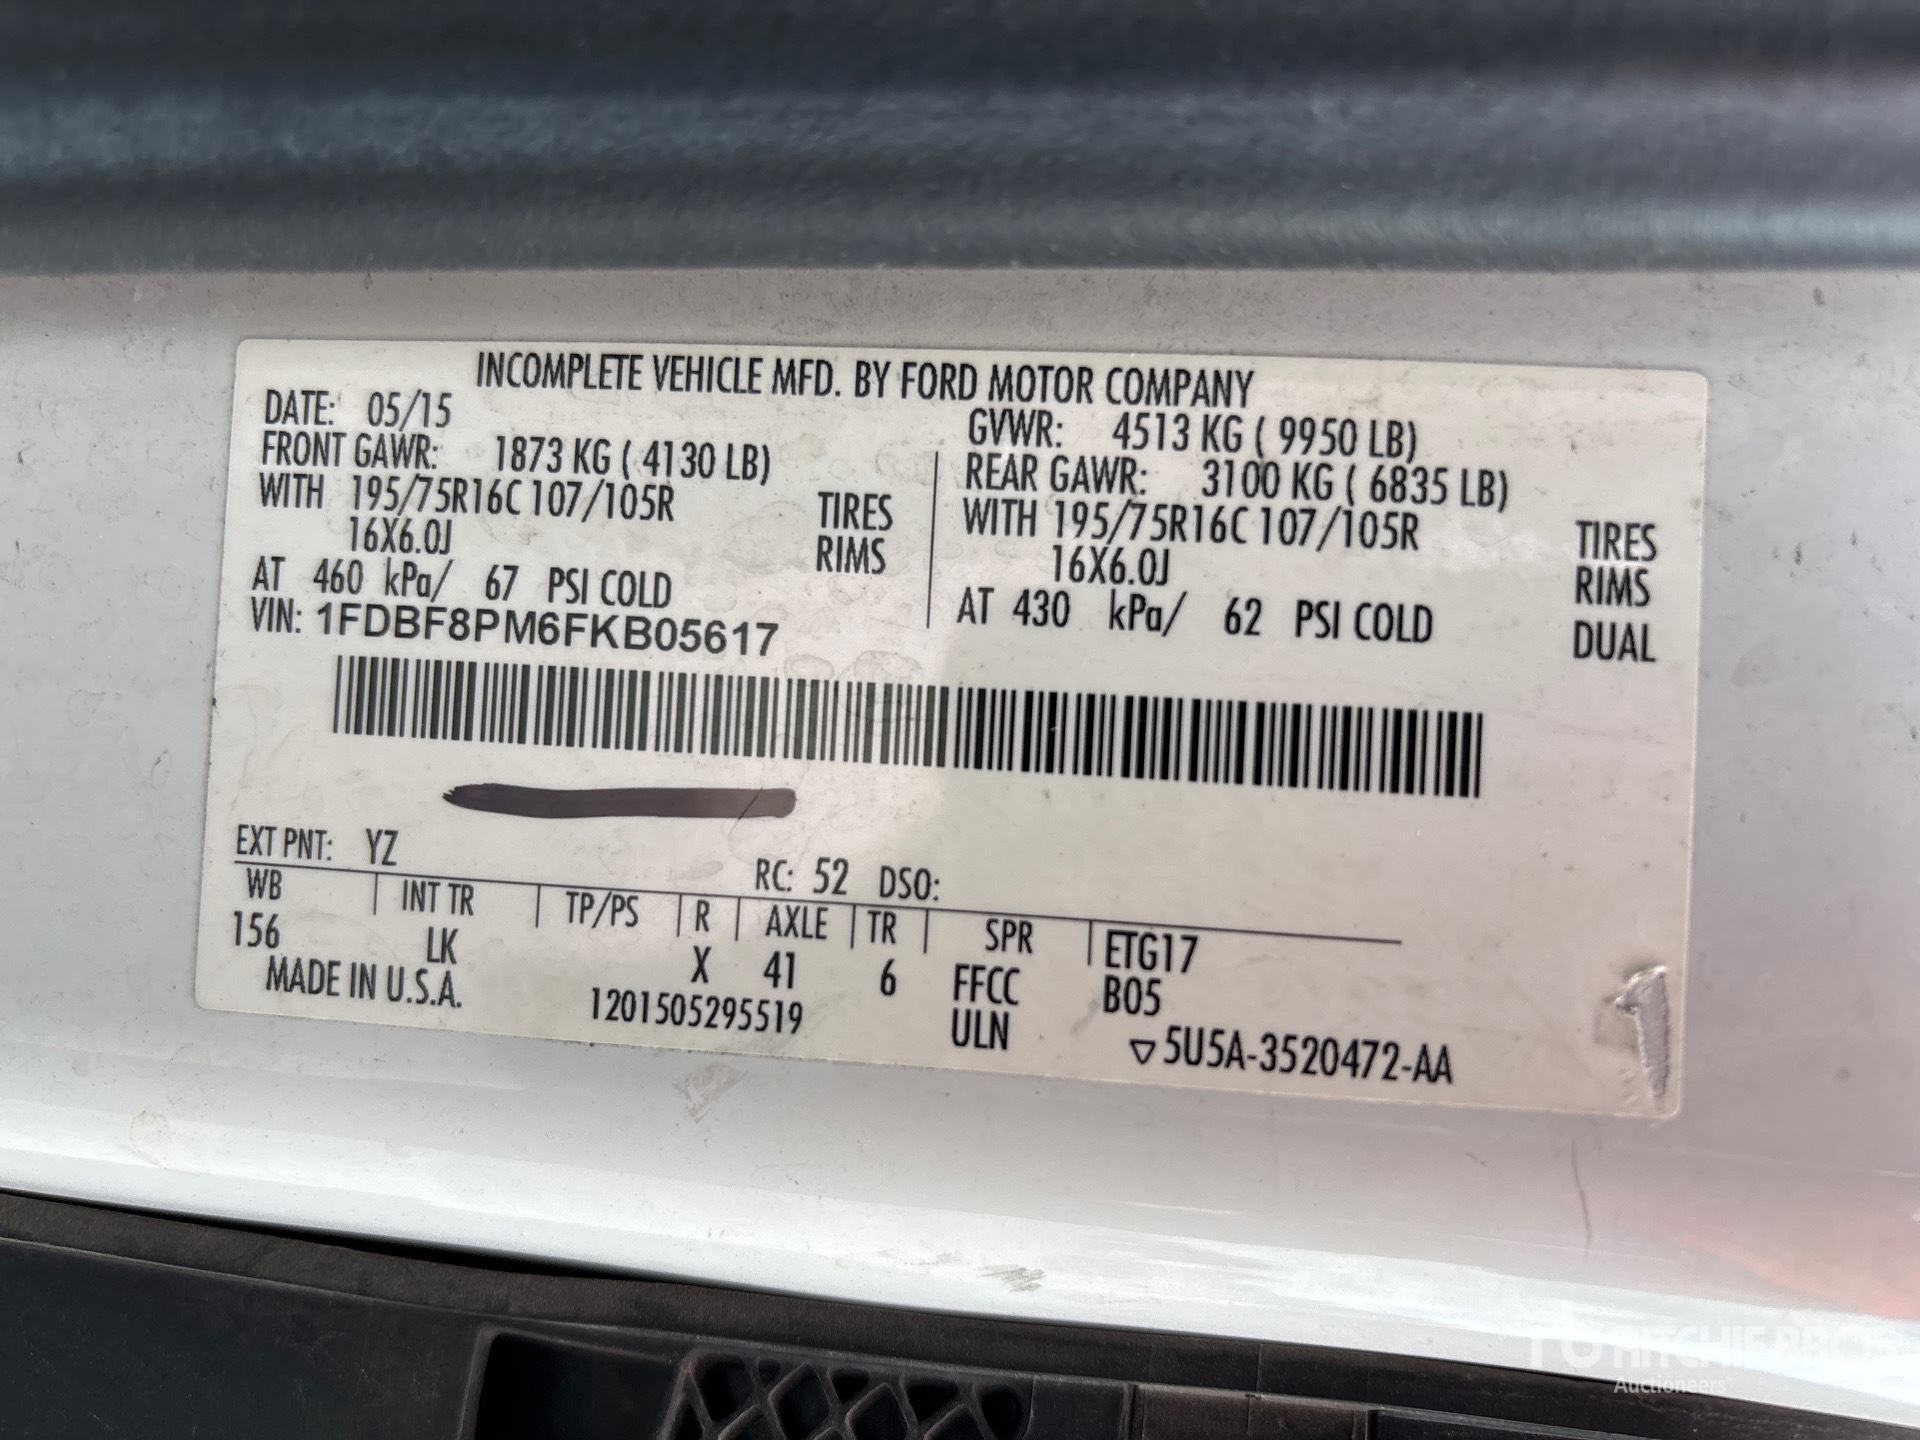 INCOMPLETE VEHICLE MFD. BY FORD MOTOR COMPANY
DATE: 05/15 GVWR: 4513 KG ( 9950 LB)
FRONT GAWR: 1873 KG ( 4130 LB) REAR GAWR: 3100 KG ( 6835 LB)
WITH 195/75R16C 107/105R TIRES WITH 195/75R16C 107/105R TIRES
16X6.0J RIMS 16X6.0J RIMS
AT 460 kPa/ 67 PSI COLD AT 430 kPa/ 62 PSI COLD DUAL
VIN: 1FDBF8PM6FKB05617
EXT PNT: YZ RC: 52 DSO:
WB INT TR TP/PS R AXLE TR SPR ETG17
156 LK X 41 6 FFCC B05
MADE IN U.S.A. 1201505295519 ULN ▽5U5A-3520472-AA
RITCHIE BROS
Auctioneers